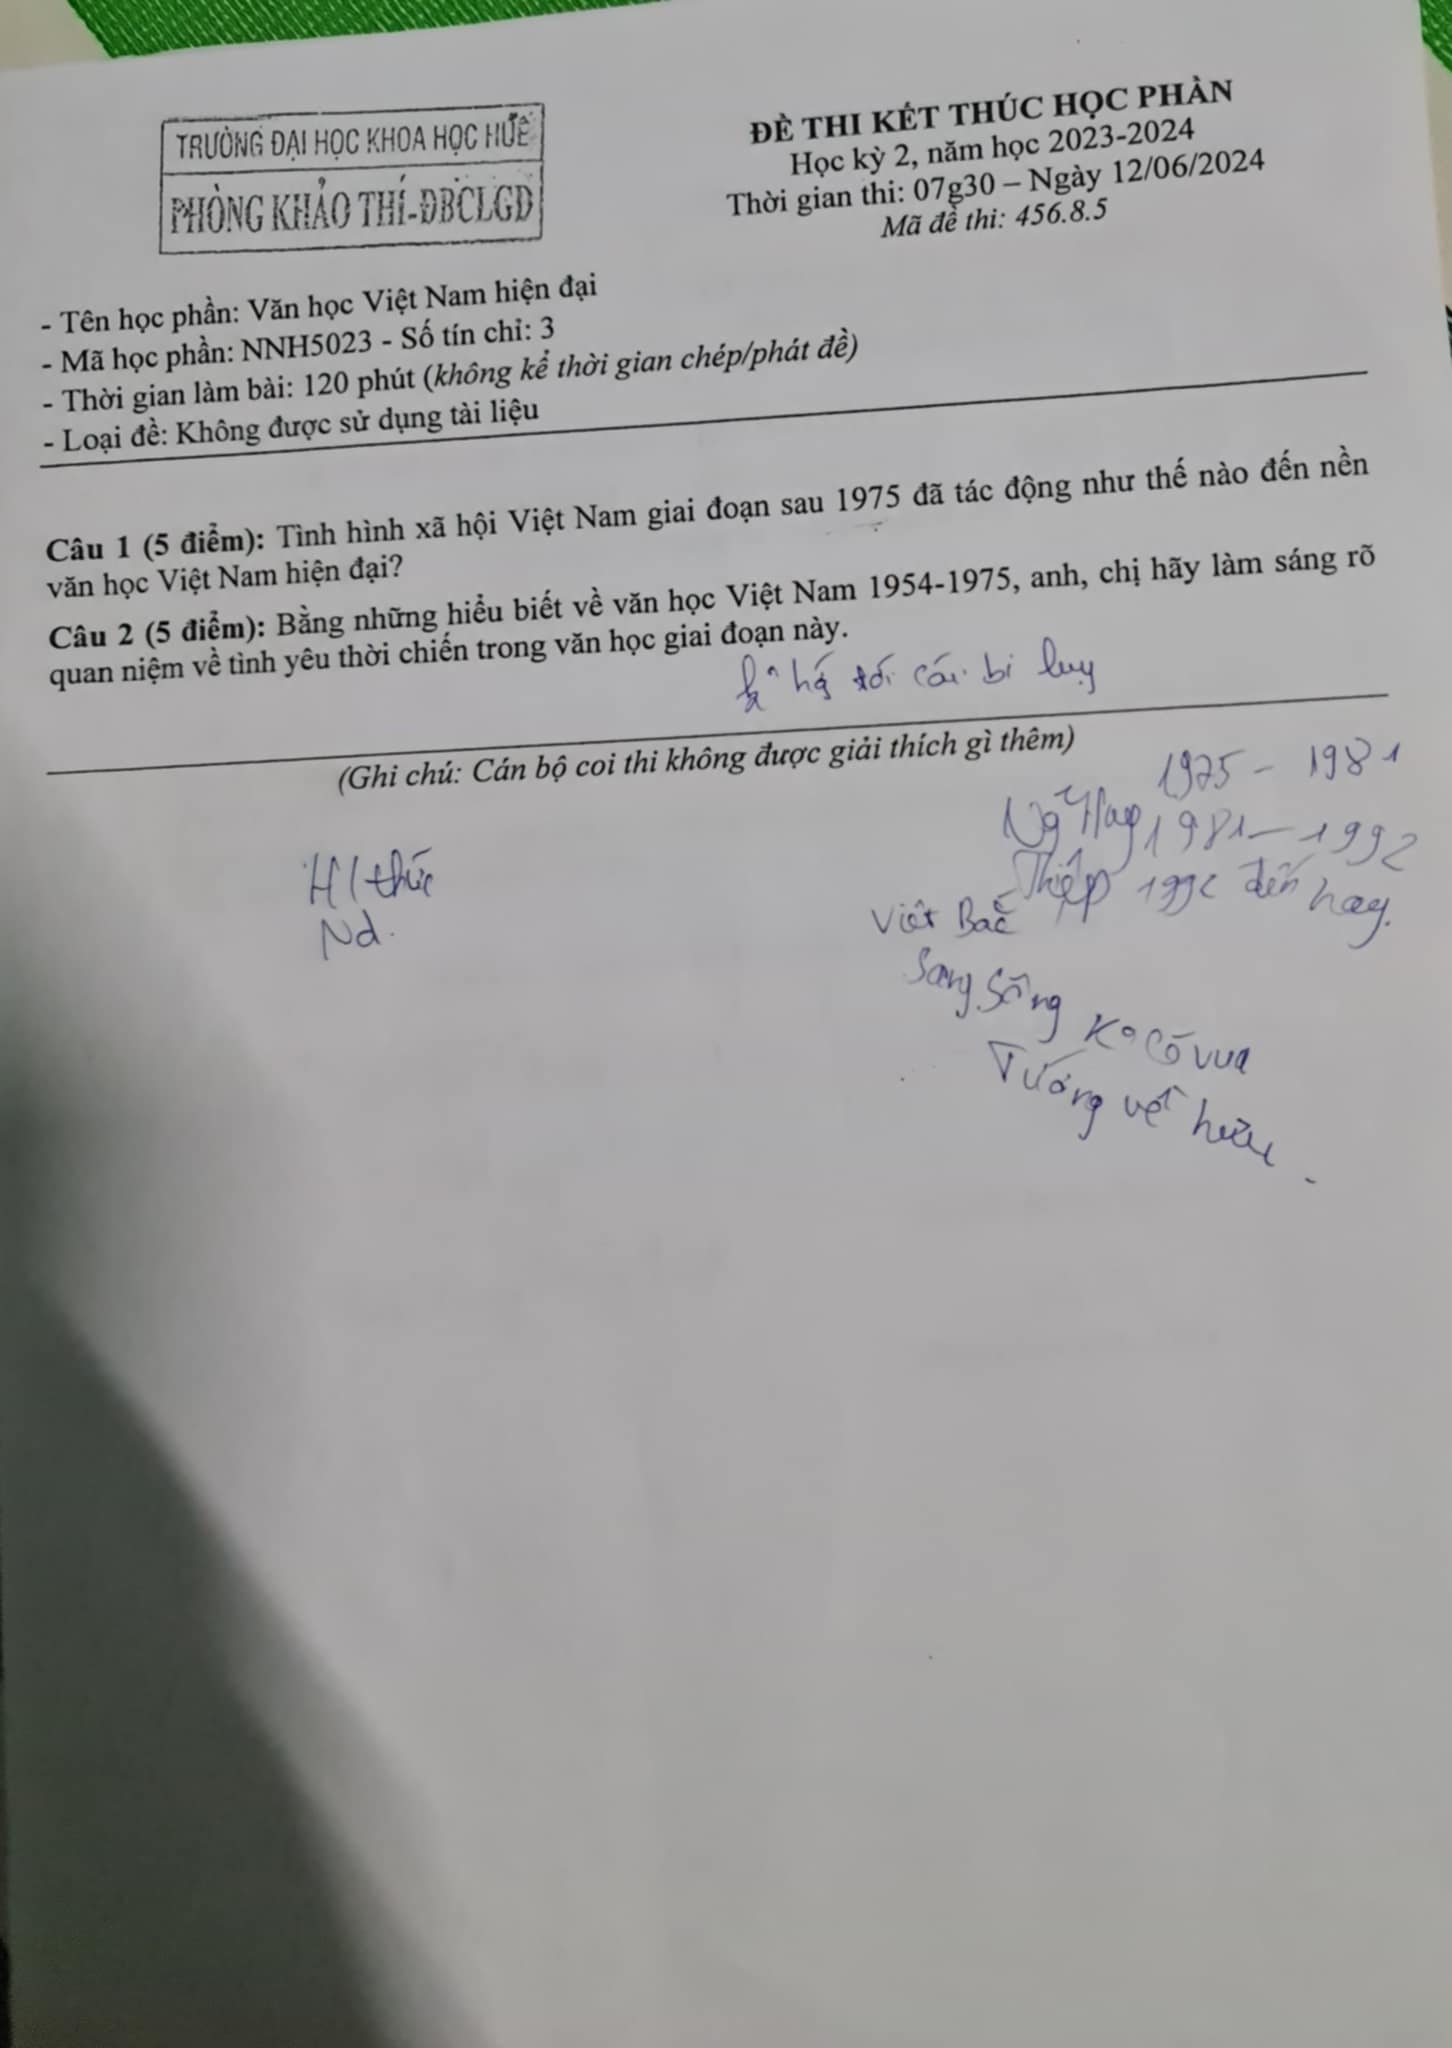 TRƯỜNG ĐẠI HỌC KHOA HỌC HUẾ
PHÒNG KHẢO THÍ-ĐBCLGD
ĐỀ THI KẾT THÚC HỌC PHẦN
Học kỳ 2, năm học 2023-2024
Thời gian thi: 07g30 – Ngày 12/06/2024
Mã đề thi: 456.8.5
- Tên học phần: Văn học Việt Nam hiện đại
- Mã học phần: NNH5023 - Số tín chỉ: 3
- Thời gian làm bài: 120 phút (không kể thời gian chép/phát đề)
- Loại đề: Không được sử dụng tài liệu
Câu 1 (5 điểm): Tình hình xã hội Việt Nam giai đoạn sau 1975 đã tác động như thế nào đến nền
văn học Việt Nam hiện đại?
Câu 2 (5 điểm): Bằng những hiểu biết về văn học Việt Nam 1954-1975, anh, chị hãy làm sáng rõ
quan niệm về tình yêu thời chiến trong văn học giai đoạn này.
tới cái bi luỵ
(Ghi chú: Cán bộ coi thi không được giải thích gì thêm)
1975 - 1981
Ng Huy 1981 - 1992
Thiệp 1992 đến nay.
H/thức
Nd.
Việt Bắc
Sang Sông
K° Có vua
Tướng về hưu